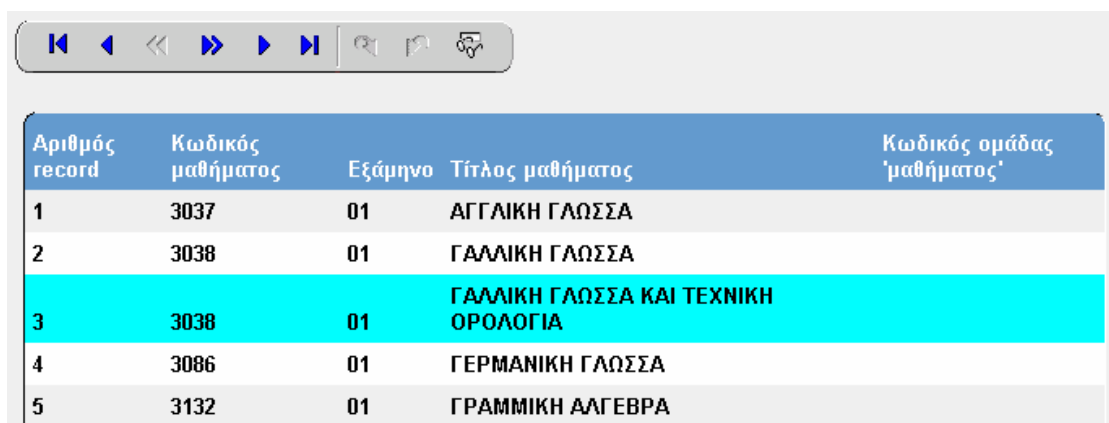 Αριθμός record Κωδικός μαθήματος Εξάμηνο Τίτλος μαθήματος Κωδικός ομάδας 'μαθήματος'
1 3037 01 ΑΓΓΛΙΚΗ ΓΛΩΣΣΑ
2 3038 01 ΓΑΛΛΙΚΗ ΓΛΩΣΣΑ
3 3038 01 ΓΑΛΛΙΚΗ ΓΛΩΣΣΑ ΚΑΙ ΤΕΧΝΙΚΗ ΟΡΟΛΟΓΙΑ
4 3086 01 ΓΕΡΜΑΝΙΚΗ ΓΛΩΣΣΑ
5 3132 01 ΓΡΑΜΜΙΚΗ ΑΛΓΕΒΡΑ